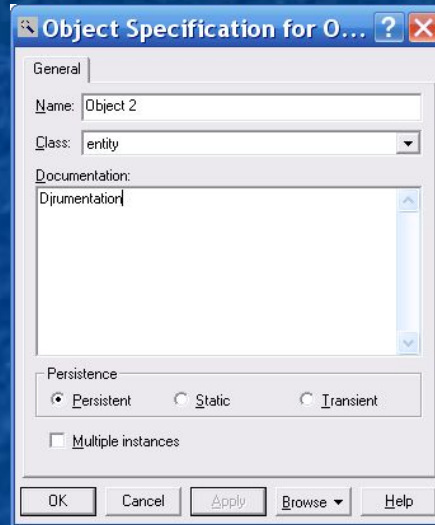 Object Specification for O...
General
Name: Object 2
Class: entity
Documentation:
Djrumentation
Persistence
Persistent Static Transient
Multiple instances
OK Cancel Apply Browse Help